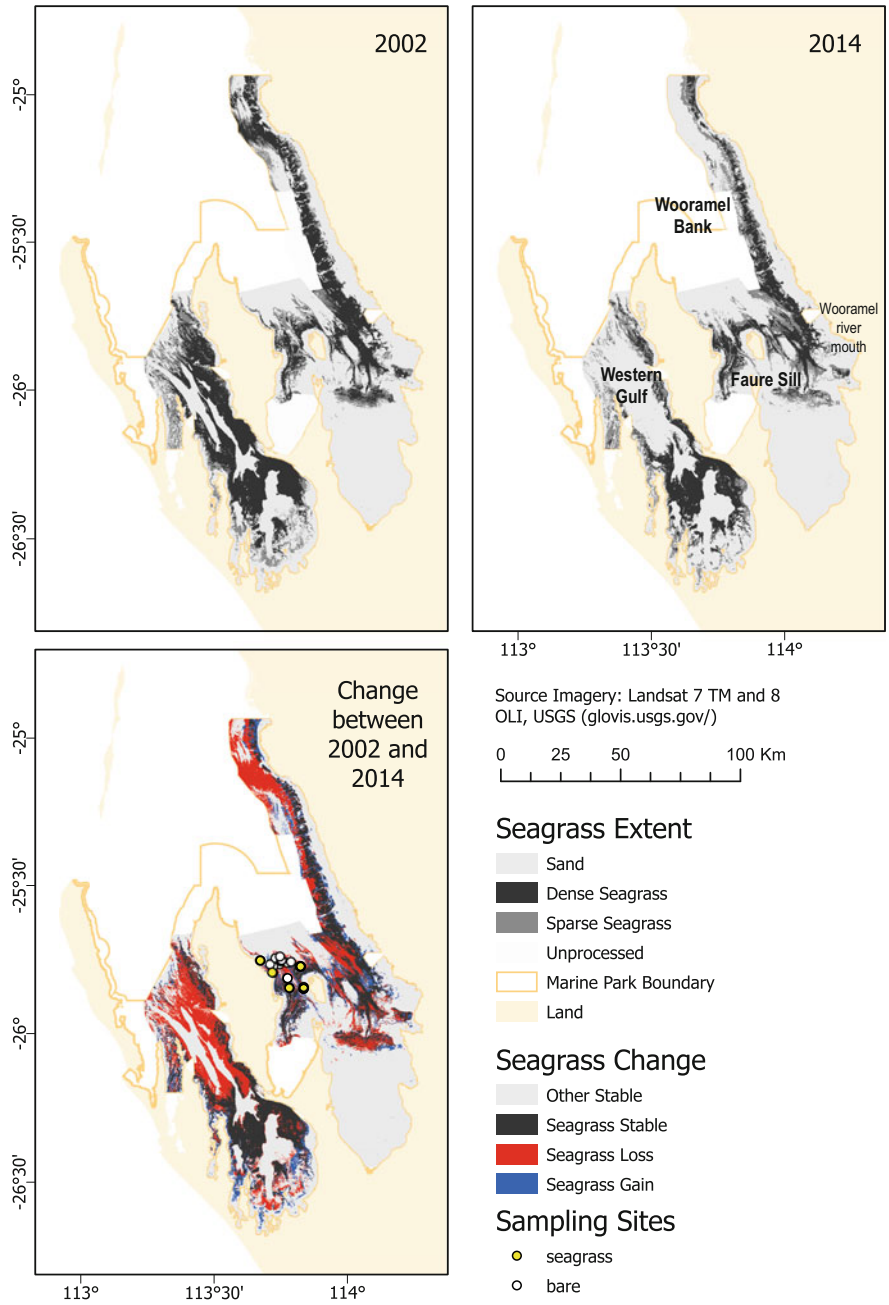 2002
2014
-25°
-25°30'
-26°
-26°30'
Wooramel
Bank
Wooramel
river
mouth
Western
Gulf
Faure Sill
113°
113°30'
114°
Change
between
2002 and
2014
-25°
-25°30'
-26°
-26°30'
113°
113°30'
114°
Source Imagery: Landsat 7 TM and 8
OLI, USGS (glovis.usgs.gov/)
0 25 50 100 Km
Seagrass Extent
Sand
Dense Seagrass
Sparse Seagrass
Unprocessed
Marine Park Boundary
Land
Seagrass Change
Other Stable
Seagrass Stable
Seagrass Loss
Seagrass Gain
Sampling Sites
seagrass
bare